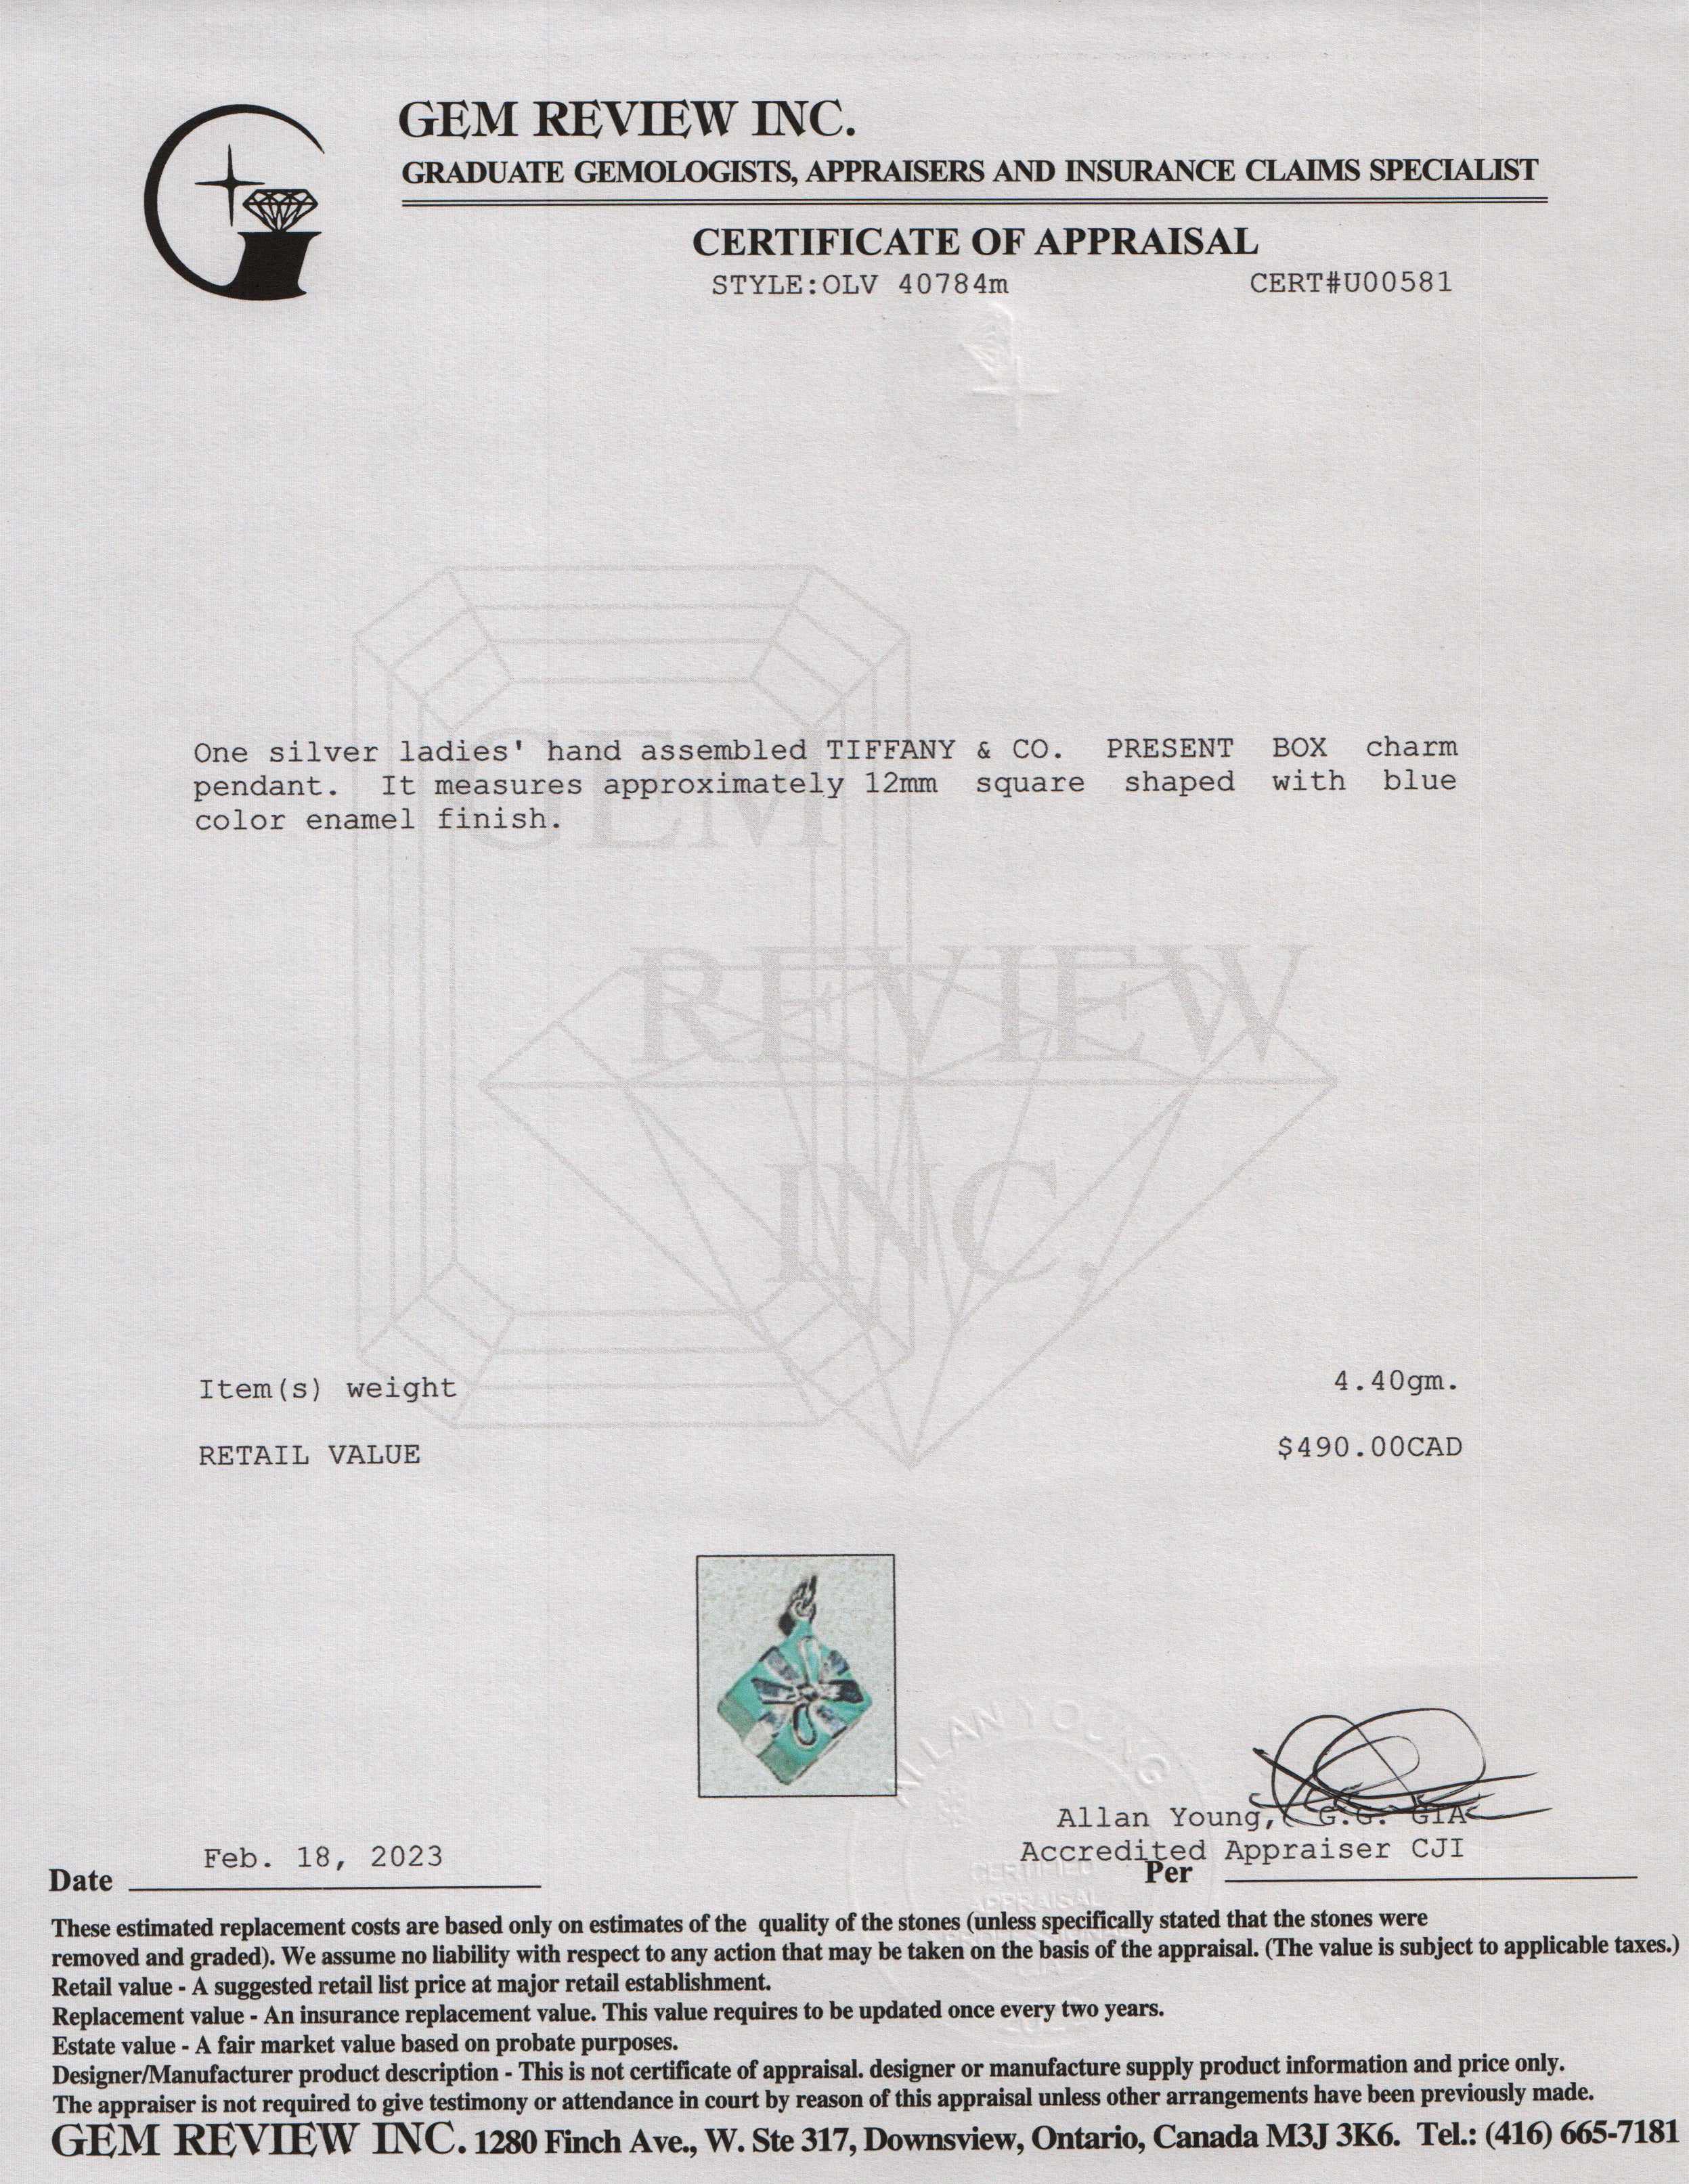 GEM REVIEW INC.
GRADUATE GEMOLOGISTS, APPRAISERS AND INSURANCE CLAIMS SPECIALIST
CERTIFICATE OF APPRAISAL
STYLE:OLV 40784m CERT#U00581
One silver ladies' hand assembled TIFFANY & CO. PRESENT BOX charm
pendant. It measures approximately 12mm square shaped with blue
color enamel finish.
GEM
REVIEW
INC.
Item(s) weight 4.40gm.
RETAIL VALUE $490.00CAD
ALLAN YOUNG
CERTIFIED
APPRAISAL
Allan Young, G.G. GIA
Accredited Appraiser CJI
Date Feb. 18, 2023 Per
These estimated replacement costs are based only on estimates of the quality of the stones (unless specifically stated that the stones were
removed and graded). We assume no liability with respect to any action that may be taken on the basis of the appraisal. (The value is subject to applicable taxes.)
Retail value - A suggested retail list price at major retail establishment.
Replacement value - An insurance replacement value. This value requires to be updated once every two years.
Estate value - A fair market value based on probate purposes.
Designer/Manufacturer product description - This is not certificate of appraisal. designer or manufacture supply product information and price only.
The appraiser is not required to give testimony or attendance in court by reason of this appraisal unless other arrangements have been previously made.
GEM REVIEW INC. 1280 Finch Ave., W. Ste 317, Downsview, Ontario, Canada M3J 3K6. Tel.: (416) 665-7181